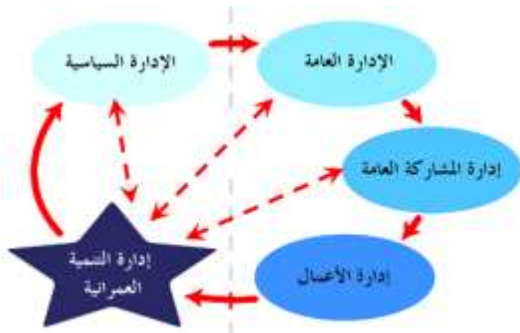 الإدارة السياسية
الإدارة العامة
إدارة المشاركة العامة
إدارة الأعمال
إدارة التنمية
العمرانية